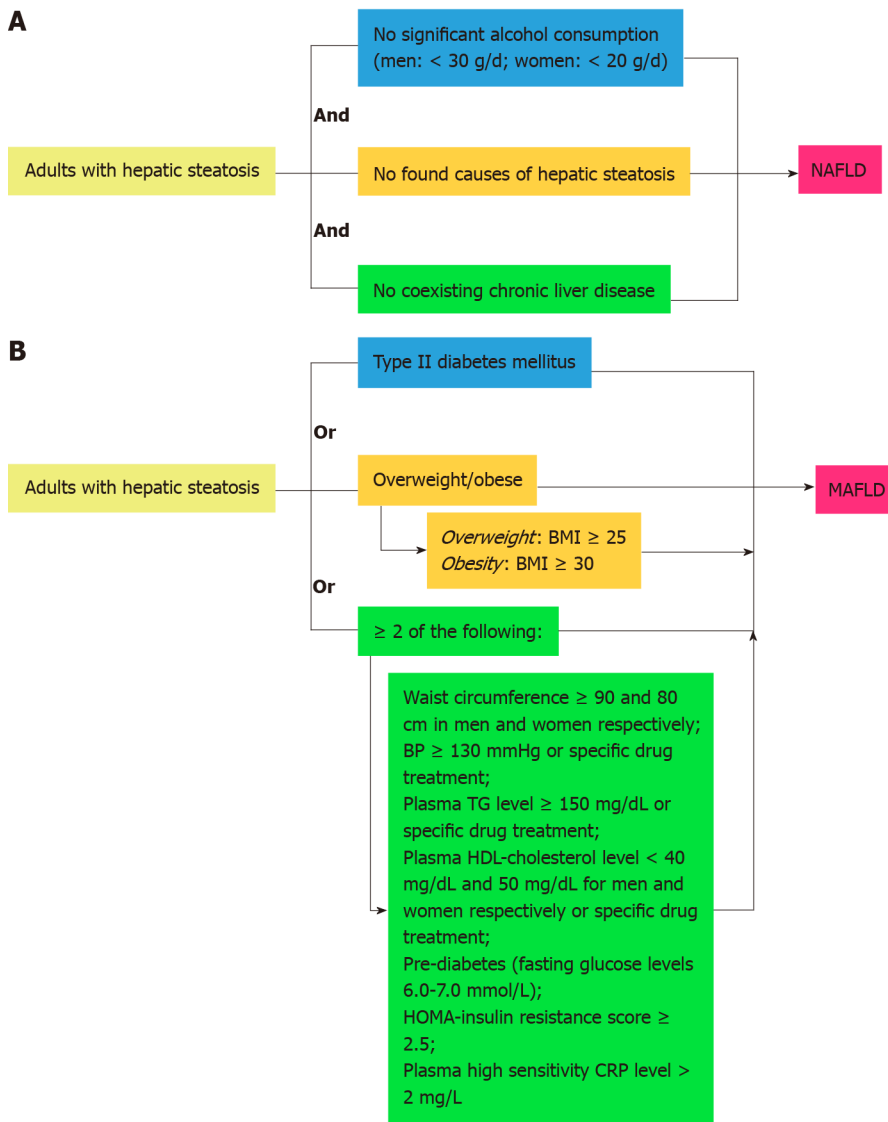 A
No significant alcohol consumption
(men: < 30 g/d; women: < 20 g/d)
And
Adults with hepatic steatosis
No found causes of hepatic steatosis
NAFLD
And
No coexisting chronic liver disease
B
Type II diabetes mellitus
Or
Overweight/obese
Adults with hepatic steatosis
MAFLD
Overweight: BMI ≥ 25
Obesity: BMI ≥ 30
Or
≥ 2 of the following:
Waist circumference ≥ 90 and 80
cm in men and women respectively;
BP ≥ 130 mmHg or specific drug
treatment;
Plasma TG level ≥ 150 mg/dL or
specific drug treatment;
Plasma HDL-cholesterol level < 40
mg/dL and 50 mg/dL for men and
women respectively or specific drug
treatment;
Pre-diabetes (fasting glucose levels
6.0-7.0 mmol/L);
HOMA-insulin resistance score ≥
2.5;
Plasma high sensitivity CRP level >
2 mg/L